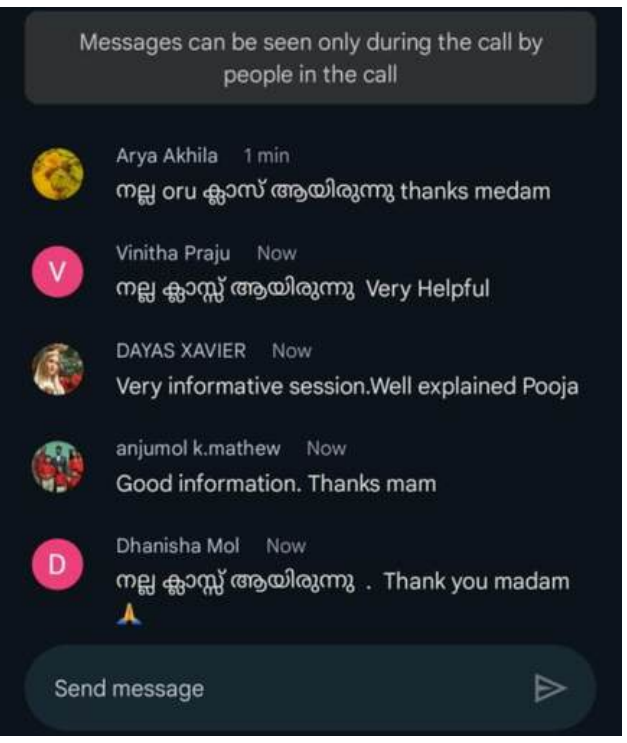 Messages can be seen only during the call by
people in the call
Arya Akhila 1 min
നല്ല oru ക്ലാസ് ആയിരുന്നു thanks medam
V
Vinitha Praju Now
നല്ല ക്ലാസ്സ് ആയിരുന്നു Very Helpful
DAYAS XAVIER Now
Very informative session.Well explained Pooja
anjumol k.mathew Now
Good information. Thanks mam
D
Dhanisha Mol Now
നല്ല ക്ലാസ്സ് ആയിരുന്നു . Thank you madam
🙏
Send message